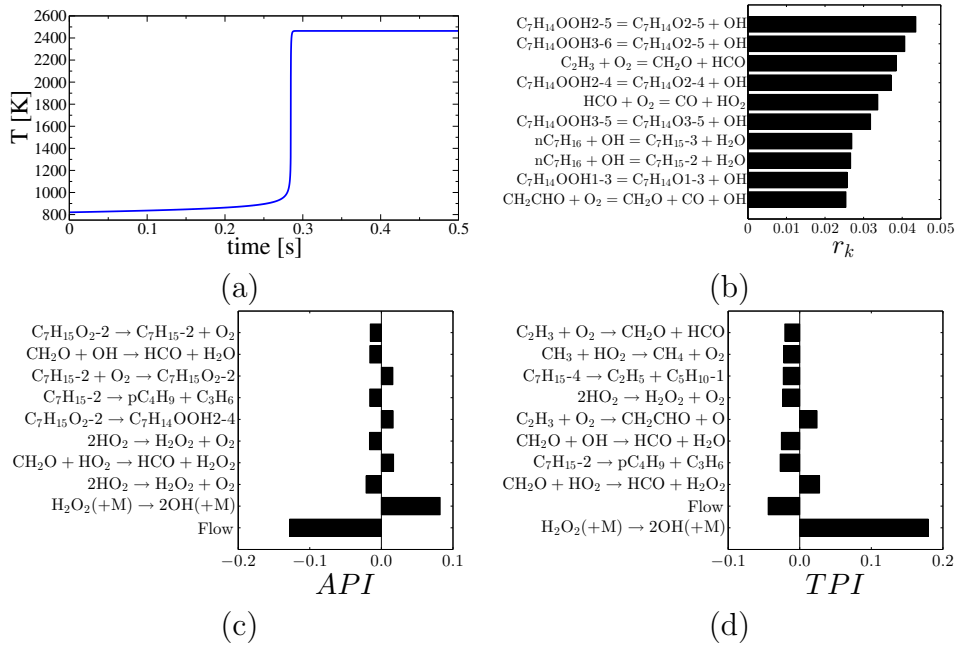 T [K]
2600
2400
2200
2000
1800
1600
1400
1200
1000
800
0 0.1 0.2 0.3 0.4 0.5
time [s]
(a)
C₇H₁₄OOH2-5 = C₇H₁₄O2-5 + OH
C₇H₁₄OOH3-6 = C₇H₁₄O2-5 + OH
C₂H₃ + O₂ = CH₂O + HCO
C₇H₁₄OOH2-4 = C₇H₁₄O2-4 + OH
HCO + O₂ = CO + HO₂
C₇H₁₄OOH3-5 = C₇H₁₄O3-5 + OH
nC₇H₁₆ + OH = C₇H₁₅-3 + H₂O
nC₇H₁₆ + OH = C₇H₁₅-2 + H₂O
C₇H₁₄OOH1-3 = C₇H₁₄O1-3 + OH
CH₂CHO + O₂ = CH₂O + CO + OH
0 0.01 0.02 0.03 0.04 0.05
rₖ
(b)
C₇H₁₅O₂-2 → C₇H₁₅-2 + O₂
CH₂O + OH → HCO + H₂O
C₇H₁₅-2 + O₂ → C₇H₁₅O₂-2
C₇H₁₅-2 → pC₄H₉ + C₃H₆
C₇H₁₅O₂-2 → C₇H₁₄OOH2-4
2HO₂ → H₂O₂ + O₂
CH₂O + HO₂ → HCO + H₂O₂
2HO₂ → H₂O₂ + O₂
H₂O₂(+M) → 2OH(+M)
Flow
−0.2 −0.1 0.0 0.1
API
(c)
C₂H₃ + O₂ → CH₂O + HCO
CH₃ + HO₂ → CH₄ + O₂
C₇H₁₅-4 → C₂H₅ + C₅H₁₀-1
2HO₂ → H₂O₂ + O₂
C₂H₃ + O₂ → CH₂CHO + O
CH₂O + OH → HCO + H₂O
C₇H₁₅-2 → pC₄H₉ + C₃H₆
CH₂O + HO₂ → HCO + H₂O₂
Flow
H₂O₂(+M) → 2OH(+M)
−0.1 0.0 0.1 0.2
TPI
(d)